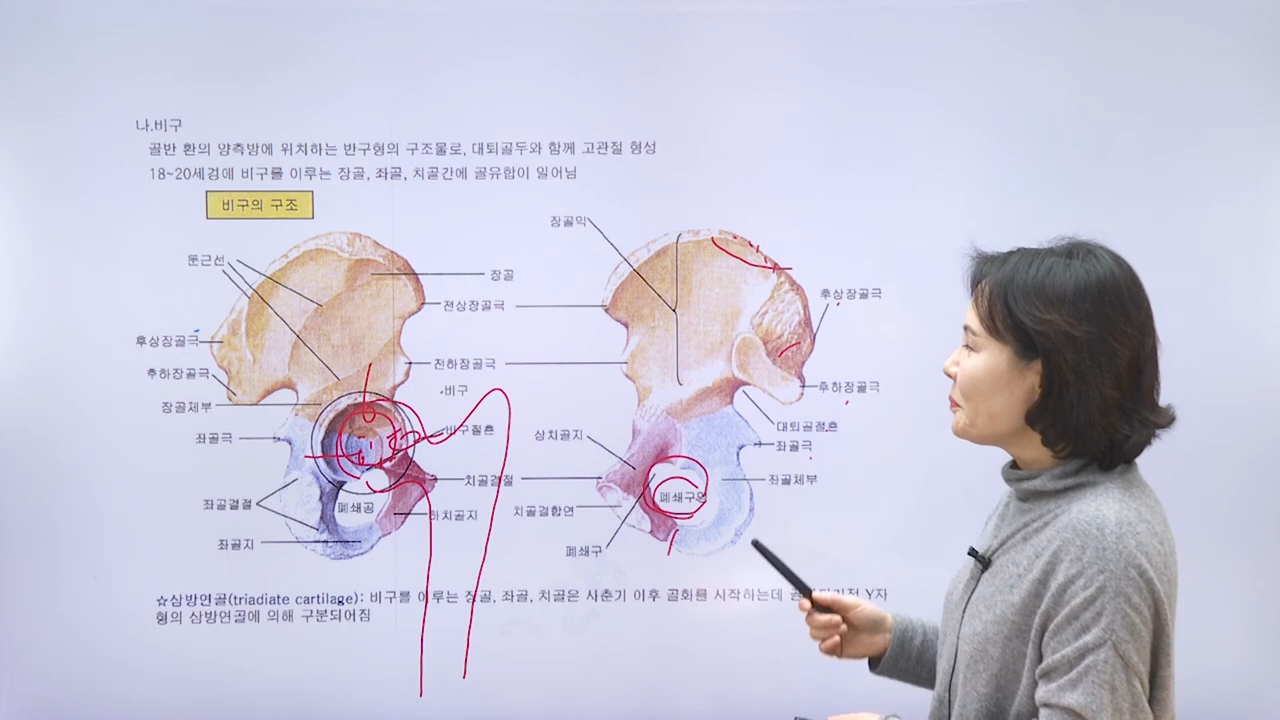 나.비구
골반 환의 양측방에 위치하는 반구형의 구조물로, 대퇴골두와 함께 고관절 형성
18~20세경에 비구를 이루는 장골, 좌골, 치골간에 골유합이 일어남
비구의 구조
장골익
둔근선
장골
후상장골극
전상장골극
후상장골극
전하장골극
후하장골극
후하장골극
비구
장골체부
비구절흔
대퇴골절흔
상치골지
좌골극
좌골극
치골결절
좌골체부
폐쇄구
좌골결절
폐쇄공
하치골지
치골결합연
좌골지
폐쇄구
☆삼방연골(triadiate cartilage): 비구를 이루는 장골, 좌골, 치골은 사춘기 이후 골화를 시작하는데 Y자
형의 삼방연골에 의해 구분되어짐